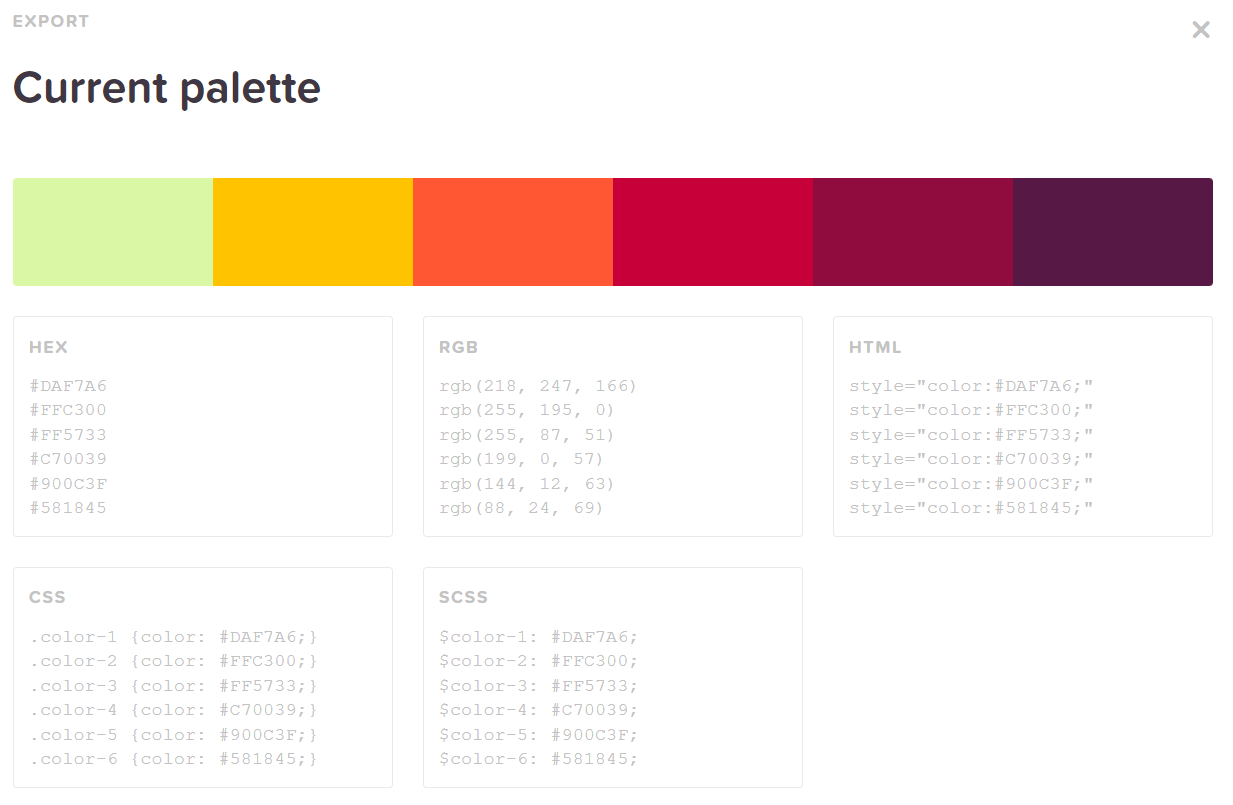 EXPORT
Current palette
HEX
#DAF7A6
#FFC300
#FF5733
#C70039
#900C3F
#581845
RGB
rgb(218, 247, 166)
rgb(255, 195, 0)
rgb(255, 87, 51)
rgb(199, 0, 57)
rgb(144, 12, 63)
rgb(88, 24, 69)
HTML
style="color:#DAF7A6;"
style="color:#FFC300;"
style="color:#FF5733;"
style="color:#C70039;"
style="color:#900C3F;"
style="color:#581845;"
CSS
.color-1 {color: #DAF7A6;}
.color-2 {color: #FFC300;}
.color-3 {color: #FF5733;}
.color-4 {color: #C70039;}
.color-5 {color: #900C3F;}
.color-6 {color: #581845;}
SCSS
$color-1: #DAF7A6;
$color-2: #FFC300;
$color-3: #FF5733;
$color-4: #C70039;
$color-5: #900C3F;
$color-6: #581845;